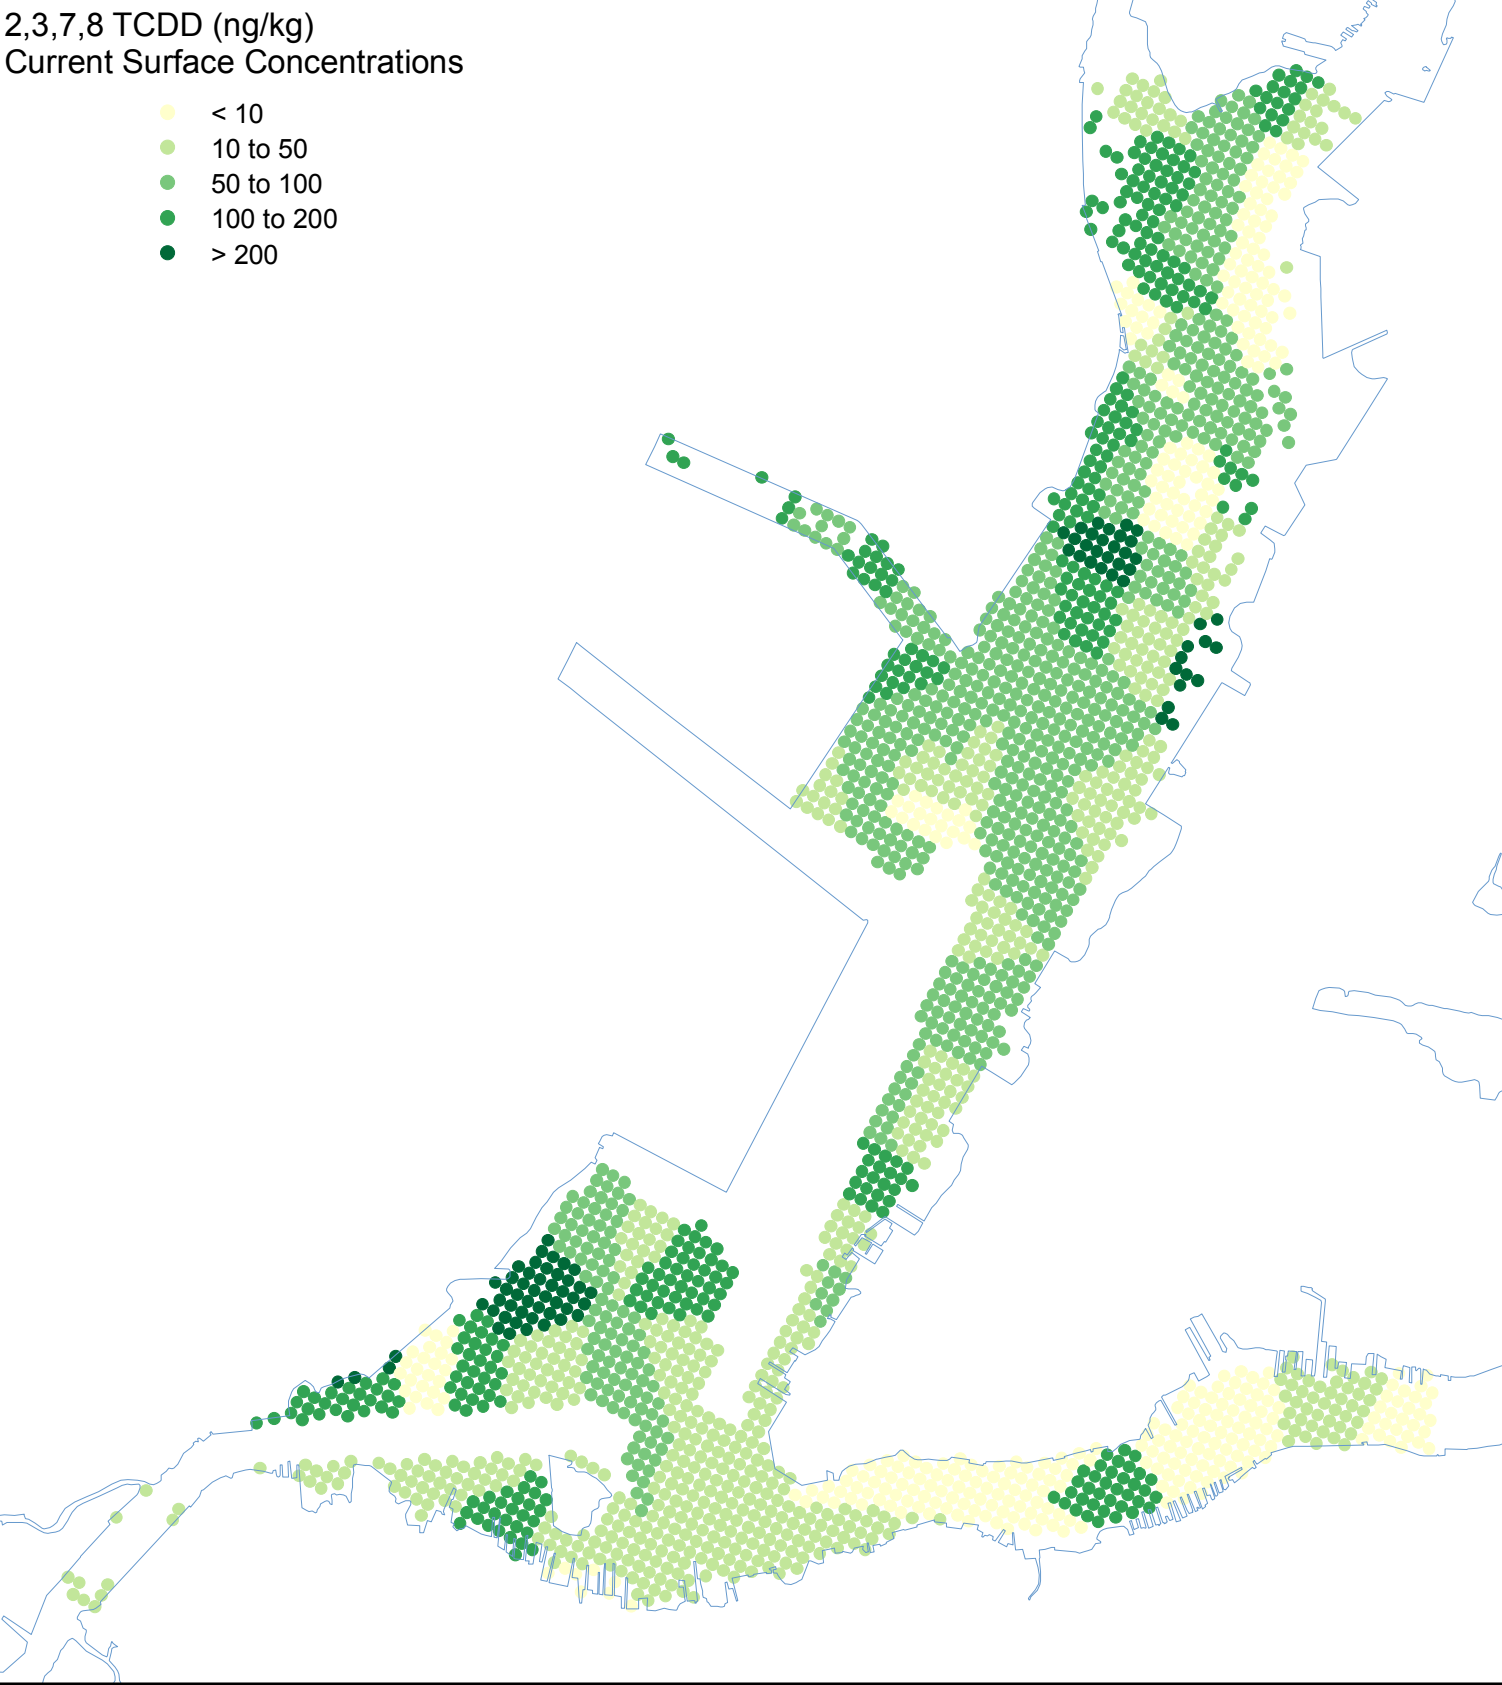 2,3,7,8 TCDD (ng/kg)
Current Surface Concentrations
< 10
10 to 50
50 to 100
100 to 200
> 200